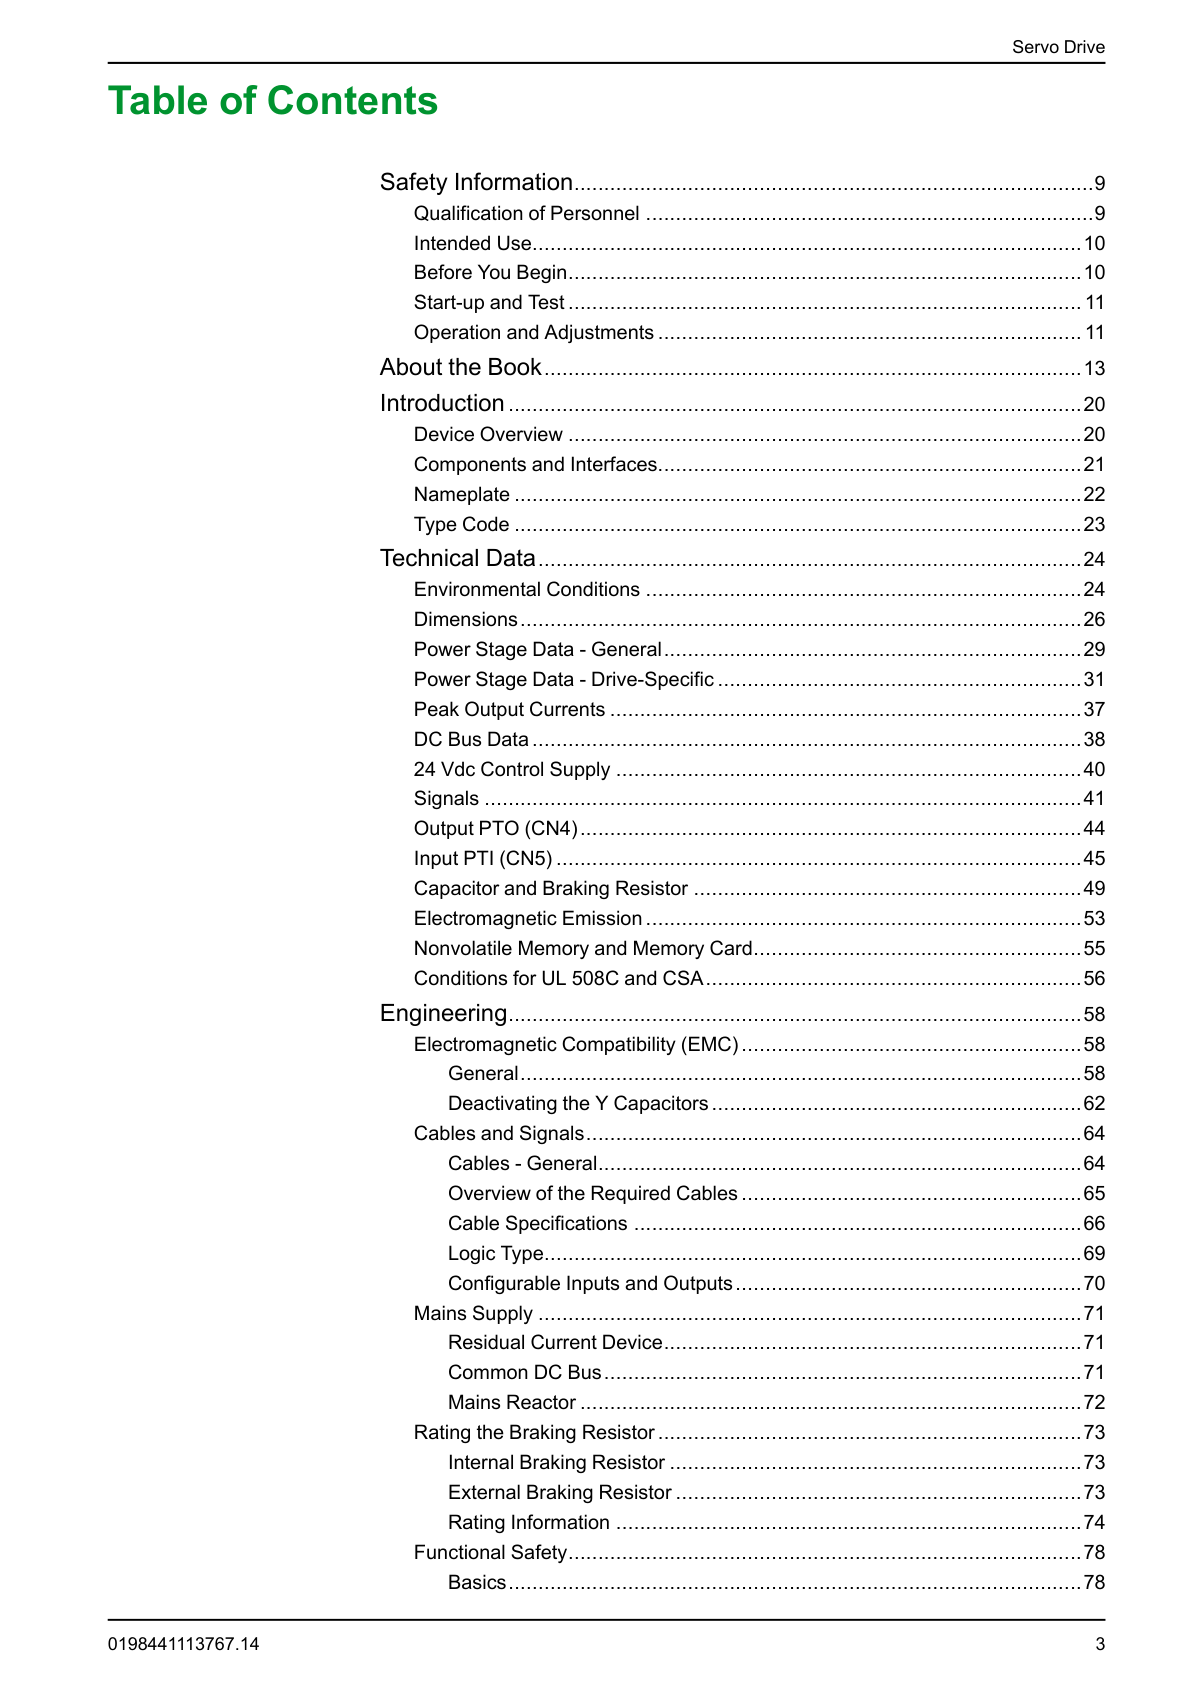 Servo Drive
Table of Contents
Safety Information.......................................................................................9
Qualification of Personnel ...........................................................................9
Intended Use............................................................................................10
Before You Begin......................................................................................10
Start-up and Test ...................................................................................... 11
Operation and Adjustments ....................................................................... 11
About the Book..........................................................................................13
Introduction ................................................................................................20
Device Overview ......................................................................................20
Components and Interfaces.......................................................................21
Nameplate ...............................................................................................22
Type Code ...............................................................................................23
Technical Data...........................................................................................24
Environmental Conditions .........................................................................24
Dimensions..............................................................................................26
Power Stage Data - General......................................................................29
Power Stage Data - Drive-Specific .............................................................31
Peak Output Currents ...............................................................................37
DC Bus Data............................................................................................38
24 Vdc Control Supply ..............................................................................40
Signals ....................................................................................................41
Output PTO (CN4)....................................................................................44
Input PTI (CN5)........................................................................................45
Capacitor and Braking Resistor .................................................................49
Electromagnetic Emission .........................................................................53
Nonvolatile Memory and Memory Card.......................................................55
Conditions for UL 508C and CSA...............................................................56
Engineering................................................................................................58
Electromagnetic Compatibility (EMC).........................................................58
General..............................................................................................58
Deactivating the Y Capacitors..............................................................62
Cables and Signals...................................................................................64
Cables - General.................................................................................64
Overview of the Required Cables.........................................................65
Cable Specifications ...........................................................................66
Logic Type..........................................................................................69
Configurable Inputs and Outputs..........................................................70
Mains Supply ...........................................................................................71
Residual Current Device......................................................................71
Common DC Bus................................................................................71
Mains Reactor ....................................................................................72
Rating the Braking Resistor.......................................................................73
Internal Braking Resistor .....................................................................73
External Braking Resistor ....................................................................73
Rating Information ..............................................................................74
Functional Safety......................................................................................78
Basics................................................................................................78
0198441113767.14
3